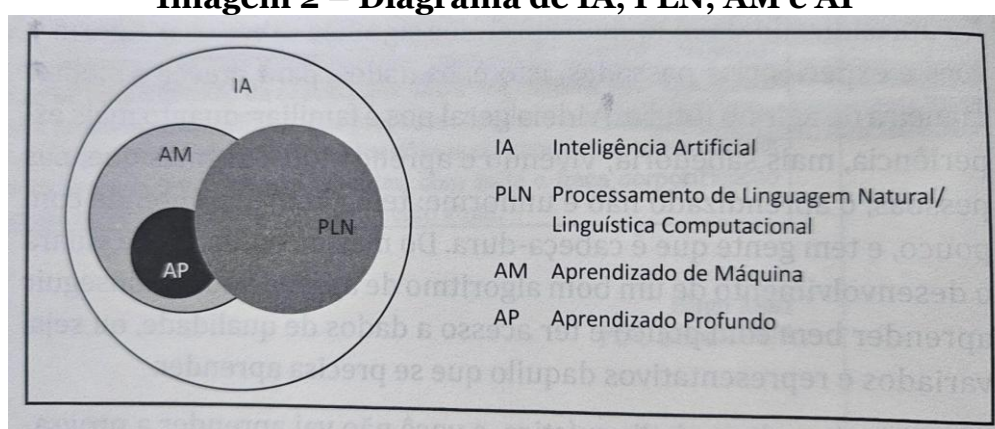 Imagem 2 – Diagrama de IA, PLN, AM e AP
IA
AM
PLN
AP
IA Inteligência Artificial
PLN Processamento de Linguagem Natural/
Linguística Computacional
AM Aprendizado de Máquina
AP Aprendizado Profundo